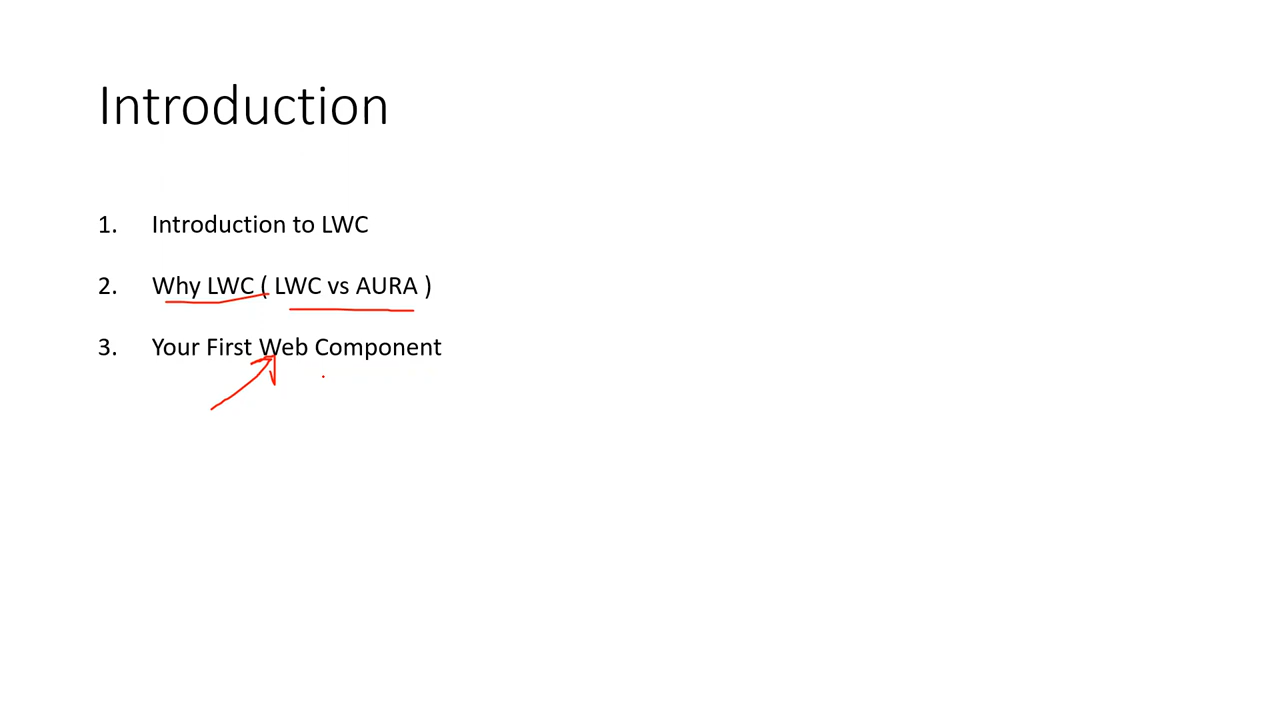 Introduction
1. Introduction to LWC
2. Why LWC ( LWC vs AURA )
3. Your First Web Component